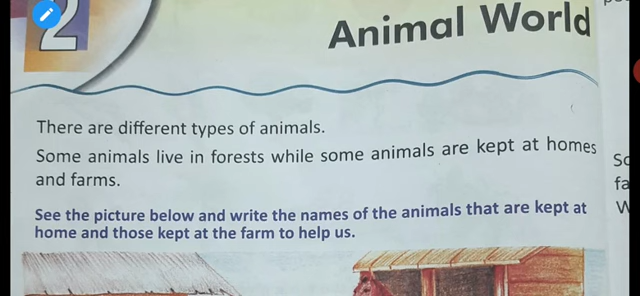 2
Animal World
There are different types of animals.
Some animals live in forests while some animals are kept at homes
and farms.
See the picture below and write the names of the animals that are kept at
home and those kept at the farm to help us.